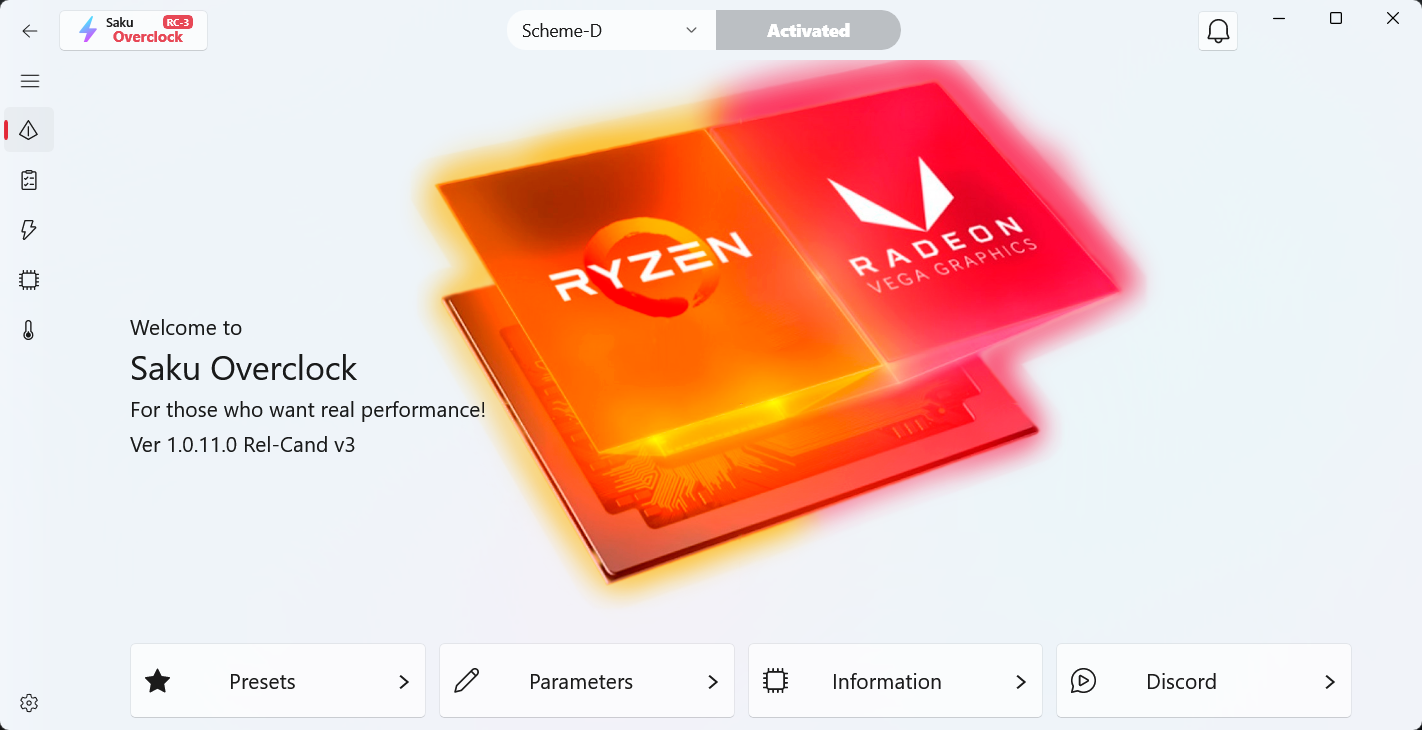 Saku RC-3
Overclock
Scheme-D
Activated
RYZEN
RADEON
VEGA GRAPHICS
Welcome to
Saku Overclock
For those who want real performance!
Ver 1.0.11.0 Rel-Cand v3
Presets
Parameters
Information
Discord